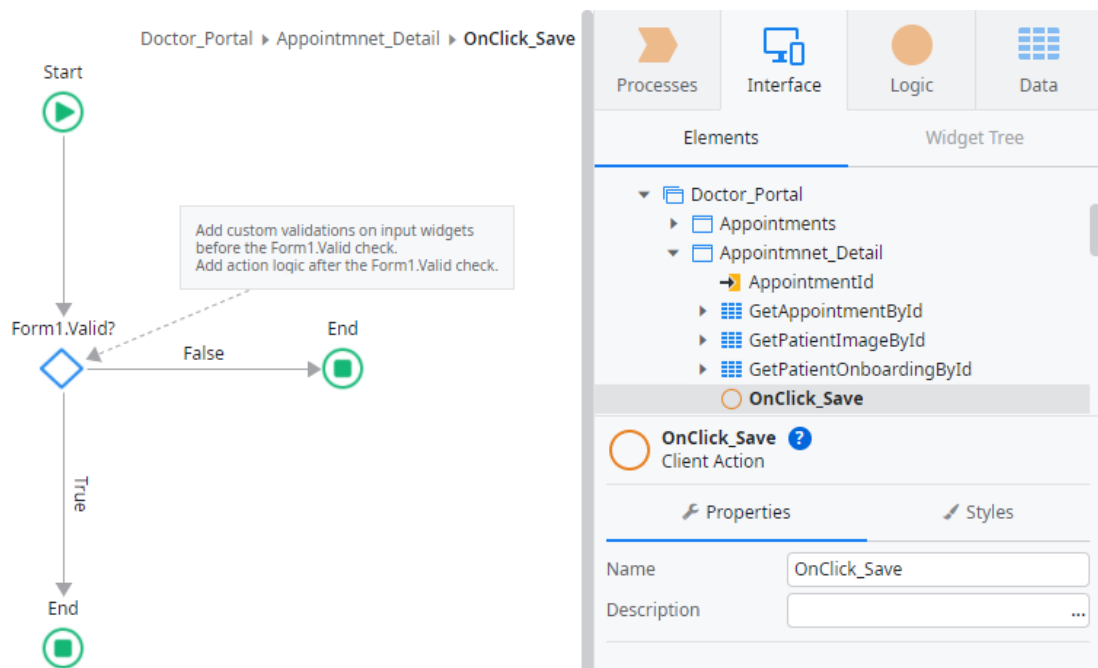 Doctor_Portal ▸ Appointmnet_Detail ▸ OnClick_Save
Start
Add custom validations on input widgets
before the Form1.Valid check.
Add action logic after the Form1.Valid check.
Form1.Valid?
False
End
True
End
Processes
Interface
Logic
Data
Elements
Widget Tree
Doctor_Portal
Appointments
Appointmnet_Detail
AppointmentId
GetAppointmentById
GetPatientImageById
GetPatientOnboardingById
OnClick_Save
OnClick_Save ?
Client Action
Properties
Styles
Name OnClick_Save
Description ...